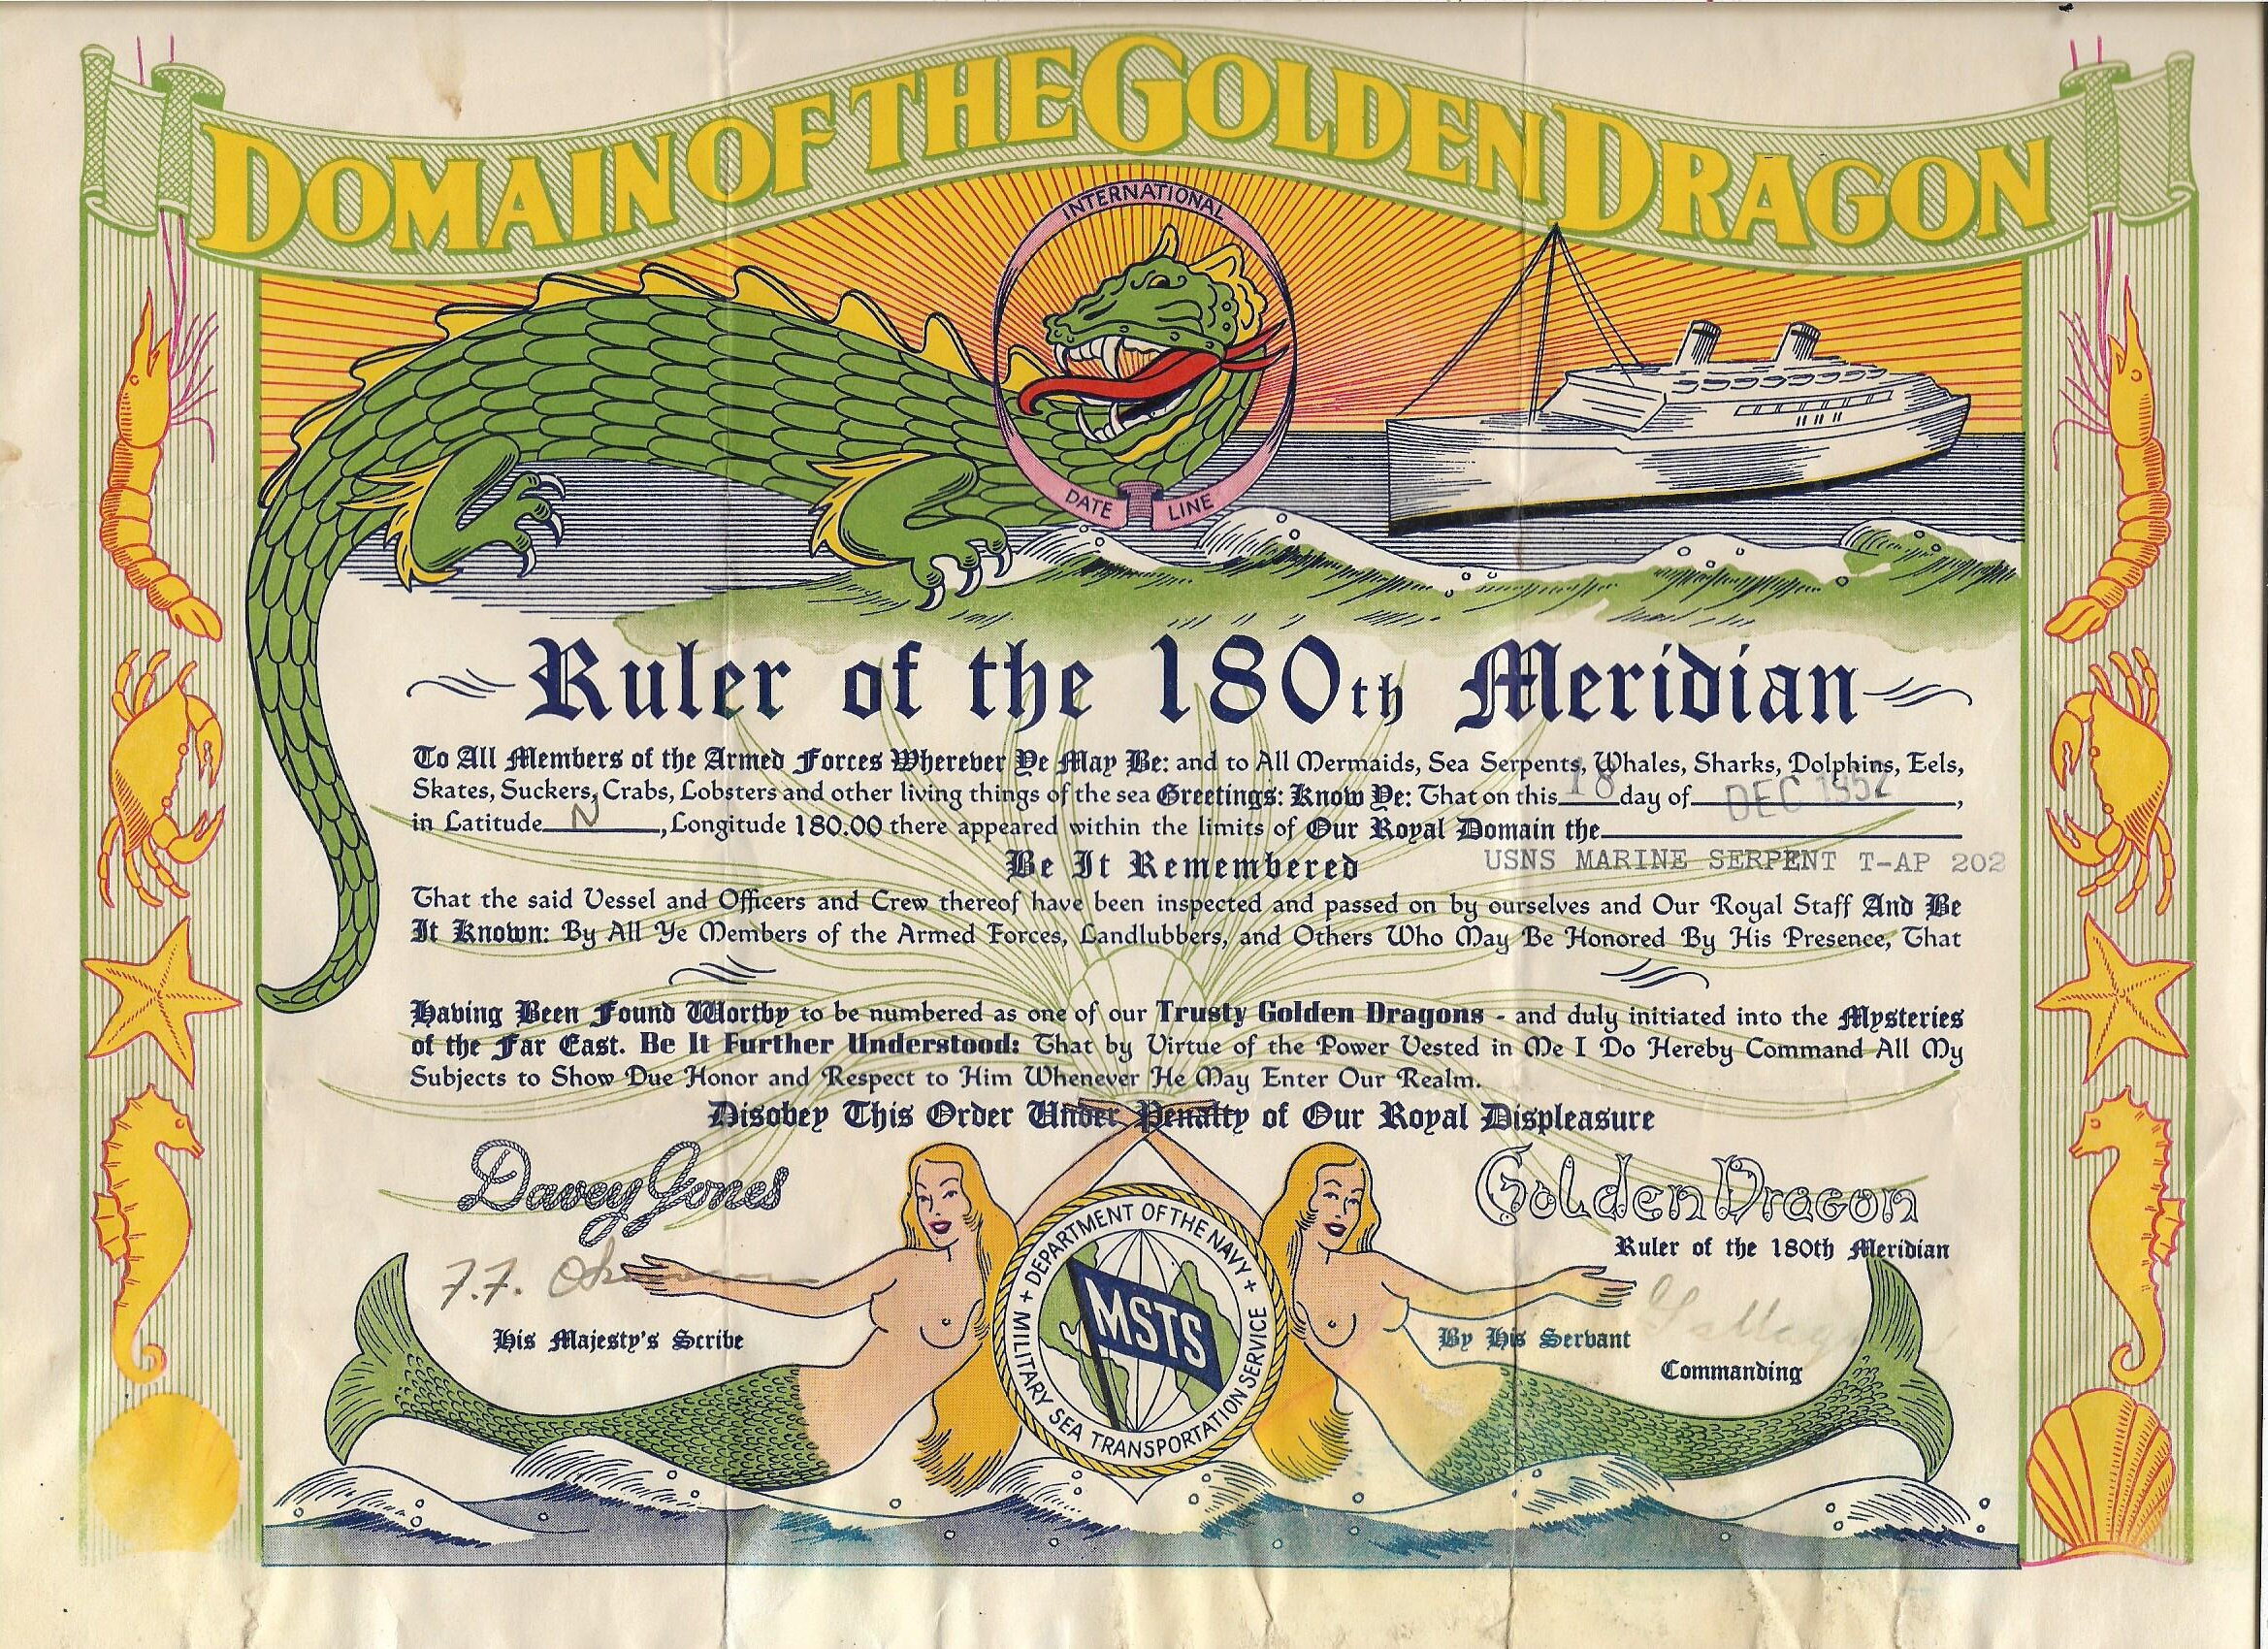 DOMAIN OF THE GOLDEN DRAGON
INTERNATIONAL
DATE LINE
Ruler of the 180th Meridian
To All Members of the Armed Forces Wherever Ye May Be: and to All Mermaids, Sea Serpents, Whales, Sharks, Dolphins, Eels,
Skates, Suckers, Crabs, Lobsters and other living things of the sea Greetings: Know Ye: That on this 18 day of DEC 1952,
in Latitude N, Longitude 180.00 there appeared within the limits of Our Royal Domain the
USNS MARINE SERPENT T-AP 202
Be It Remembered
That the said Vessel and Officers and Crew thereof have been inspected and passed on by ourselves and Our Royal Staff And Be
It Known: By All Ye Members of the Armed Forces, Landlubbers, and Others Who May Be Honored By His Presence, That
Having Been Found Worthy to be numbered as one of our Trusty Golden Dragons - and duly initiated into the Mysteries
of the Far East. Be It Further Understood: That by Virtue of the Power Vested in Me I Do Hereby Command All My
Subjects to Show Due Honor and Respect to Him Whenever He May Enter Our Realm.
Disobey This Order Under Penalty of Our Royal Displeasure
Davey Jones
F.F.
His Majesty's Scribe
Golden Dragon
Ruler of the 180th Meridian
By His Servant
Commanding
+ DEPARTMENT OF THE NAVY +
MILITARY SEA TRANSPORTATION SERVICE
MSTS